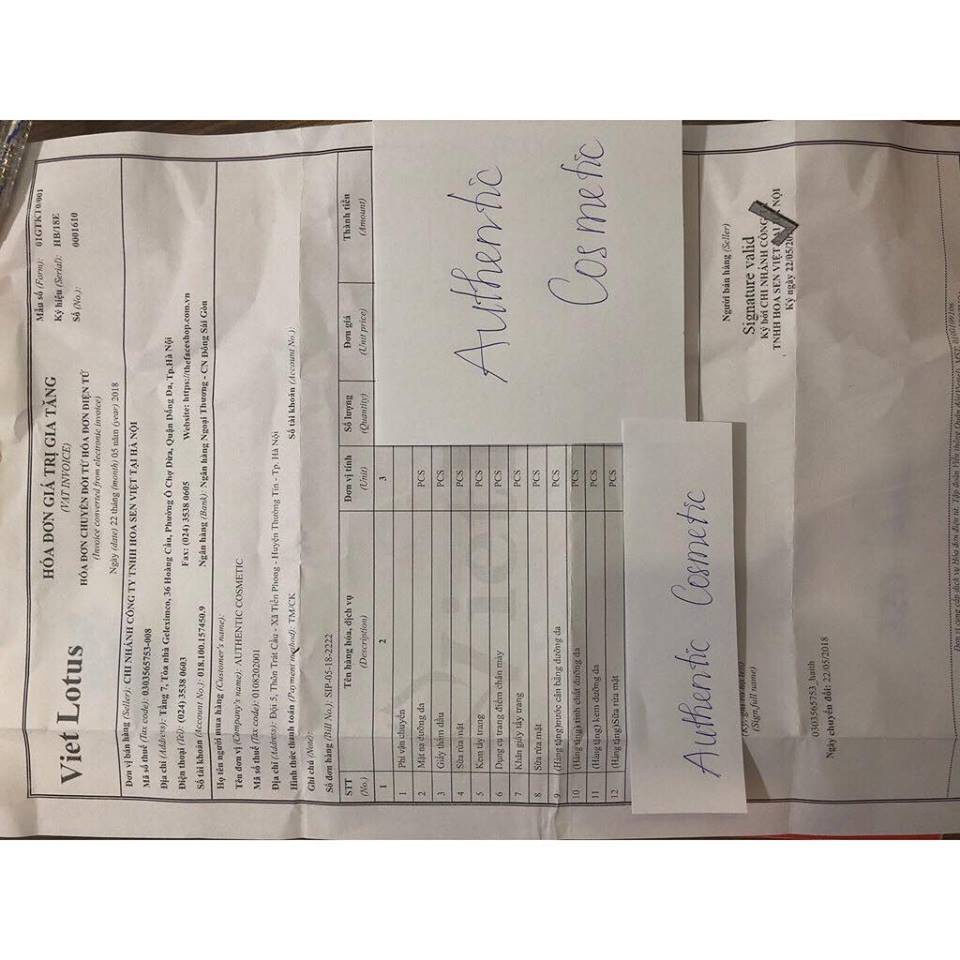 Viet Lotus
HÓA ĐƠN GIÁ TRỊ GIA TĂNG
(VAT INVOICE)
HÓA ĐƠN CHUYỂN ĐỔI TỪ HÓA ĐƠN ĐIỆN TỬ
(Invoice converted from electronic invoice)
Ngày (date) 22 tháng (month) 05 năm (year) 2018
Mẫu số (Form): 01GTKT0/001
Ký hiệu (Serial): HB/18E
Số (No.): 0001610
Đơn vị bán hàng (Seller): CHI NHÁNH CÔNG TY TNHH HOA SEN VIỆT TẠI HÀ NỘI
Mã số thuế (Tax code): 0303565753-008
Địa chỉ (Address): Tầng 7, Tòa nhà Geleximco, 36 Hoàng Cầu, Phường Ô Chợ Dừa, Quận Đống Đa, Tp.Hà Nội
Điện thoại (Tel): (024) 3538 0603 Fax: (024) 3538 0605 Website: https://thefaceshop.com.vn
Số tài khoản (Account No.): 018.100.157450.9 Ngân hàng (Bank): Ngân hàng Ngoại Thương - CN Đông Sài Gòn
Họ tên người mua hàng (Customer's name):
Tên đơn vị (Company's name): AUTHENTIC COSMETIC
Mã số thuế (Tax code): 0108202001
Địa chỉ (Address): Đội 5, Thôn Trát Cầu - Xã Tiền Phong - Huyện Thường Tín - Tp. Hà Nội
Hình thức thanh toán (Payment method): TM/CK Số tài khoản (Account No.):
Ghi chú (Note):
Số đơn hàng (Bill No.): SIP-05-18-2222
STT Tên hàng hóa, dịch vụ Đơn vị tính Số lượng Đơn giá Thành tiền
(No.) (Description) (Unit) (Quantity) (Unit price) (Amount)
1 2 3
1 Phí vận chuyển
2 Mặt nạ dưỡng da PCS
3 Giấy thấm dầu PCS
4 Sữa rửa mặt PCS
5 Kem tẩy trang PCS
6 Dụng cụ trang điểm chân mày PCS
7 Khăn giấy tẩy trang PCS
8 Sữa rửa mặt PCS
9 (Hàng tặng)nước cân bằng dưỡng da PCS
10 (Hàng tặng) tinh chất dưỡng da PCS
11 (Hàng tặng) kem dưỡng da PCS
12 (Hàng tặng)Sữa rửa mặt PCS
Authentic
Cosmetic
Authentic Cosmetic
(Sign, full name)
Người bán hàng (Seller)
Signature valid
Ký bởi CHI NHÁNH CÔNG
TNHH HOA SEN VIỆT TẠI HÀ NỘI
Ký ngày 22/05/2018
0303565753_hanh
Ngày chuyển đổi: 22/05/2018